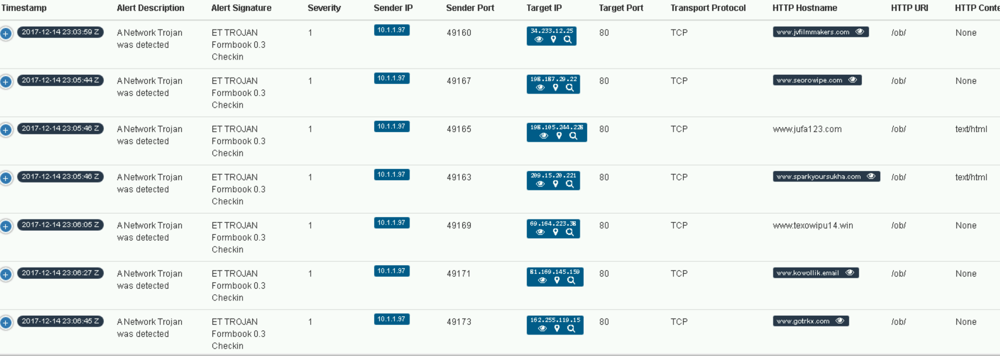 Timestamp Alert Description Alert Signature Severity Sender IP Sender Port Target IP Target Port Transport Protocol HTTP Hostname HTTP URI HTTP Conte
2017-12-14 23:03:59 Z A Network Trojan was detected ET TROJAN Formbook 0.3 Checkin 1 10.1.1.97 49160 34.233.12.25 80 TCP www.jvfilmmakers.com /ob/ None
2017-12-14 23:05:44 Z A Network Trojan was detected ET TROJAN Formbook 0.3 Checkin 1 10.1.1.97 49167 198.187.29.22 80 TCP www.seorowipe.com /ob/ None
2017-12-14 23:05:46 Z A Network Trojan was detected ET TROJAN Formbook 0.3 Checkin 1 10.1.1.97 49165 198.105.244.228 80 TCP www.jufa123.com /ob/ text/html
2017-12-14 23:05:46 Z A Network Trojan was detected ET TROJAN Formbook 0.3 Checkin 1 10.1.1.97 49163 209.15.20.221 80 TCP www.sparkyoursukha.com /ob/ text/html
2017-12-14 23:06:05 Z A Network Trojan was detected ET TROJAN Formbook 0.3 Checkin 1 10.1.1.97 49169 69.164.223.38 80 TCP www.texowipu14.win /ob/ None
2017-12-14 23:06:27 Z A Network Trojan was detected ET TROJAN Formbook 0.3 Checkin 1 10.1.1.97 49171 81.169.145.159 80 TCP www.kowollik.email /ob/ None
2017-12-14 23:06:45 Z A Network Trojan was detected ET TROJAN Formbook 0.3 Checkin 1 10.1.1.97 49173 162.255.119.15 80 TCP www.gotrkx.com /ob/ None